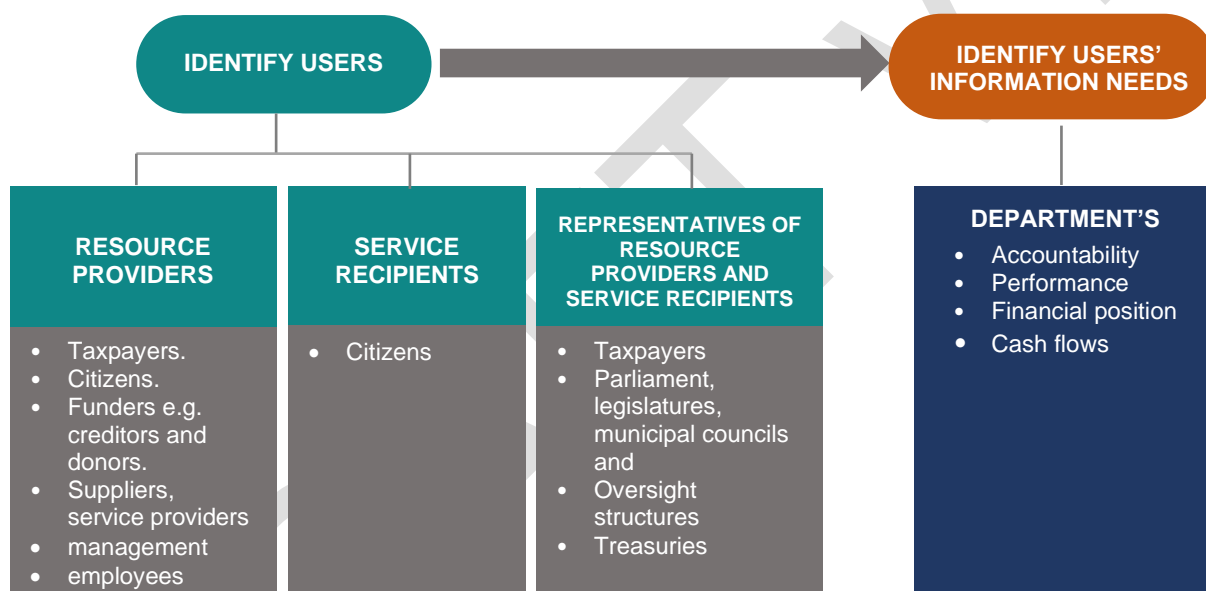 IDENTIFY USERS
IDENTIFY USERS'
INFORMATION NEEDS
RESOURCE
PROVIDERS
• Taxpayers.
• Citizens.
• Funders e.g.
creditors and
donors.
• Suppliers,
service providers
• management
• employees
SERVICE
RECIPIENTS
• Citizens
REPRESENTATIVES OF
RESOURCE
PROVIDERS AND
SERVICE RECIPIENTS
• Taxpayers
• Parliament,
legislatures,
municipal councils
and
• Oversight
structures
• Treasuries
DEPARTMENT'S
• Accountability
• Performance
• Financial position
• Cash flows